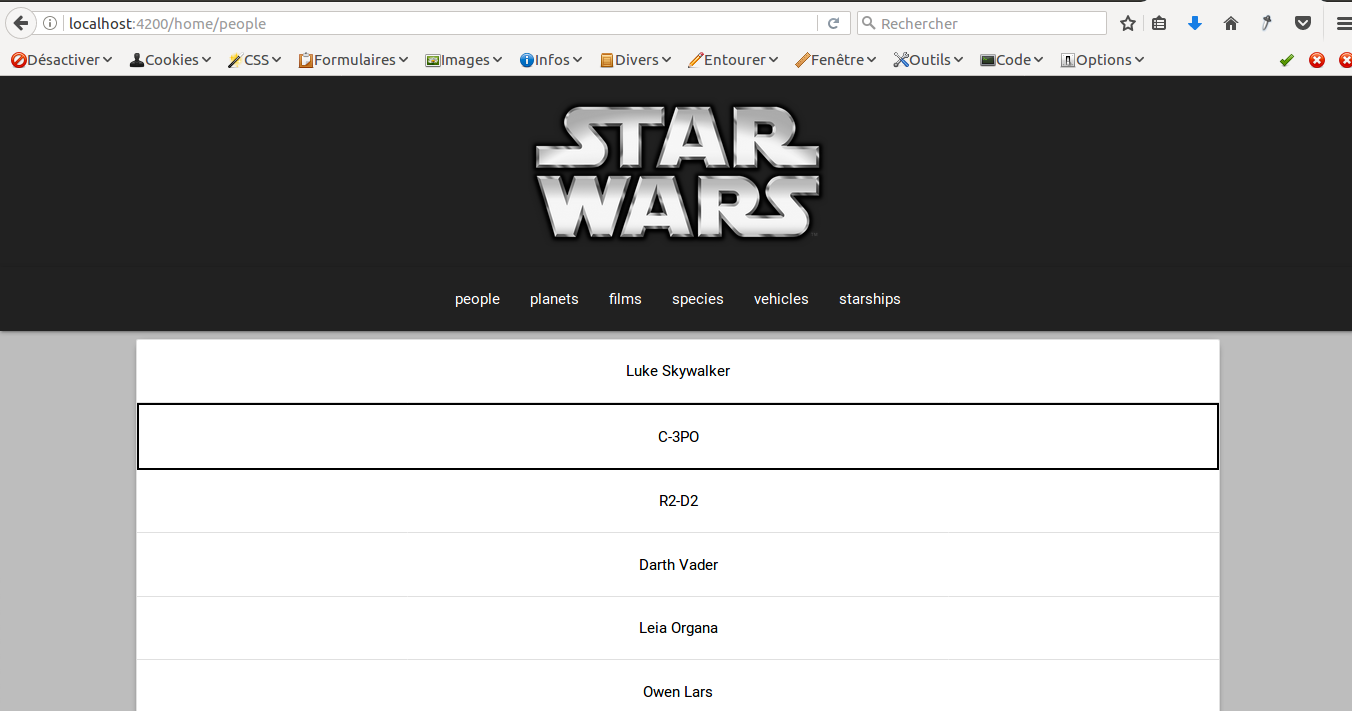 localhost:4200/home/people
Rechercher
Désactiver Cookies CSS Formulaires Images Infos Divers Entourer Fenêtre Outils Code Options
STAR
WARS
people planets films species vehicles starships
Luke Skywalker
C-3PO
R2-D2
Darth Vader
Leia Organa
Owen Lars